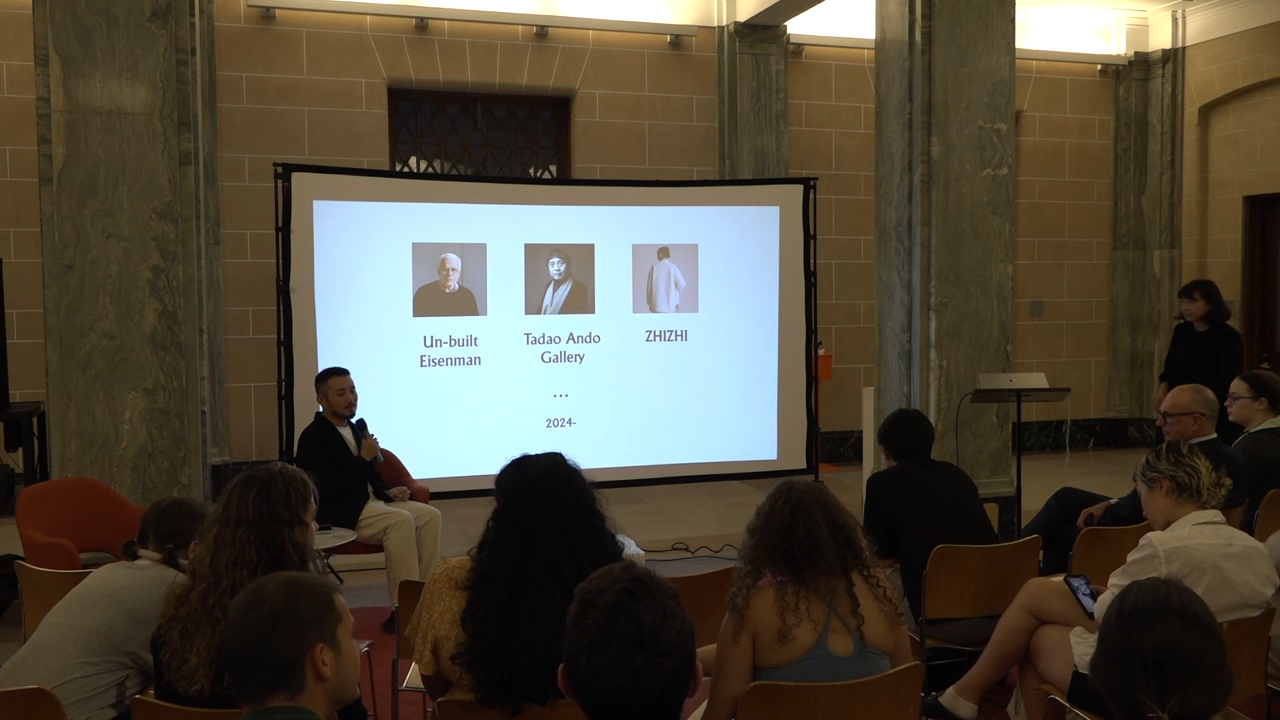 Un-built
Eisenman
Tadao Ando
Gallery
ZHIZHI
...
2024-